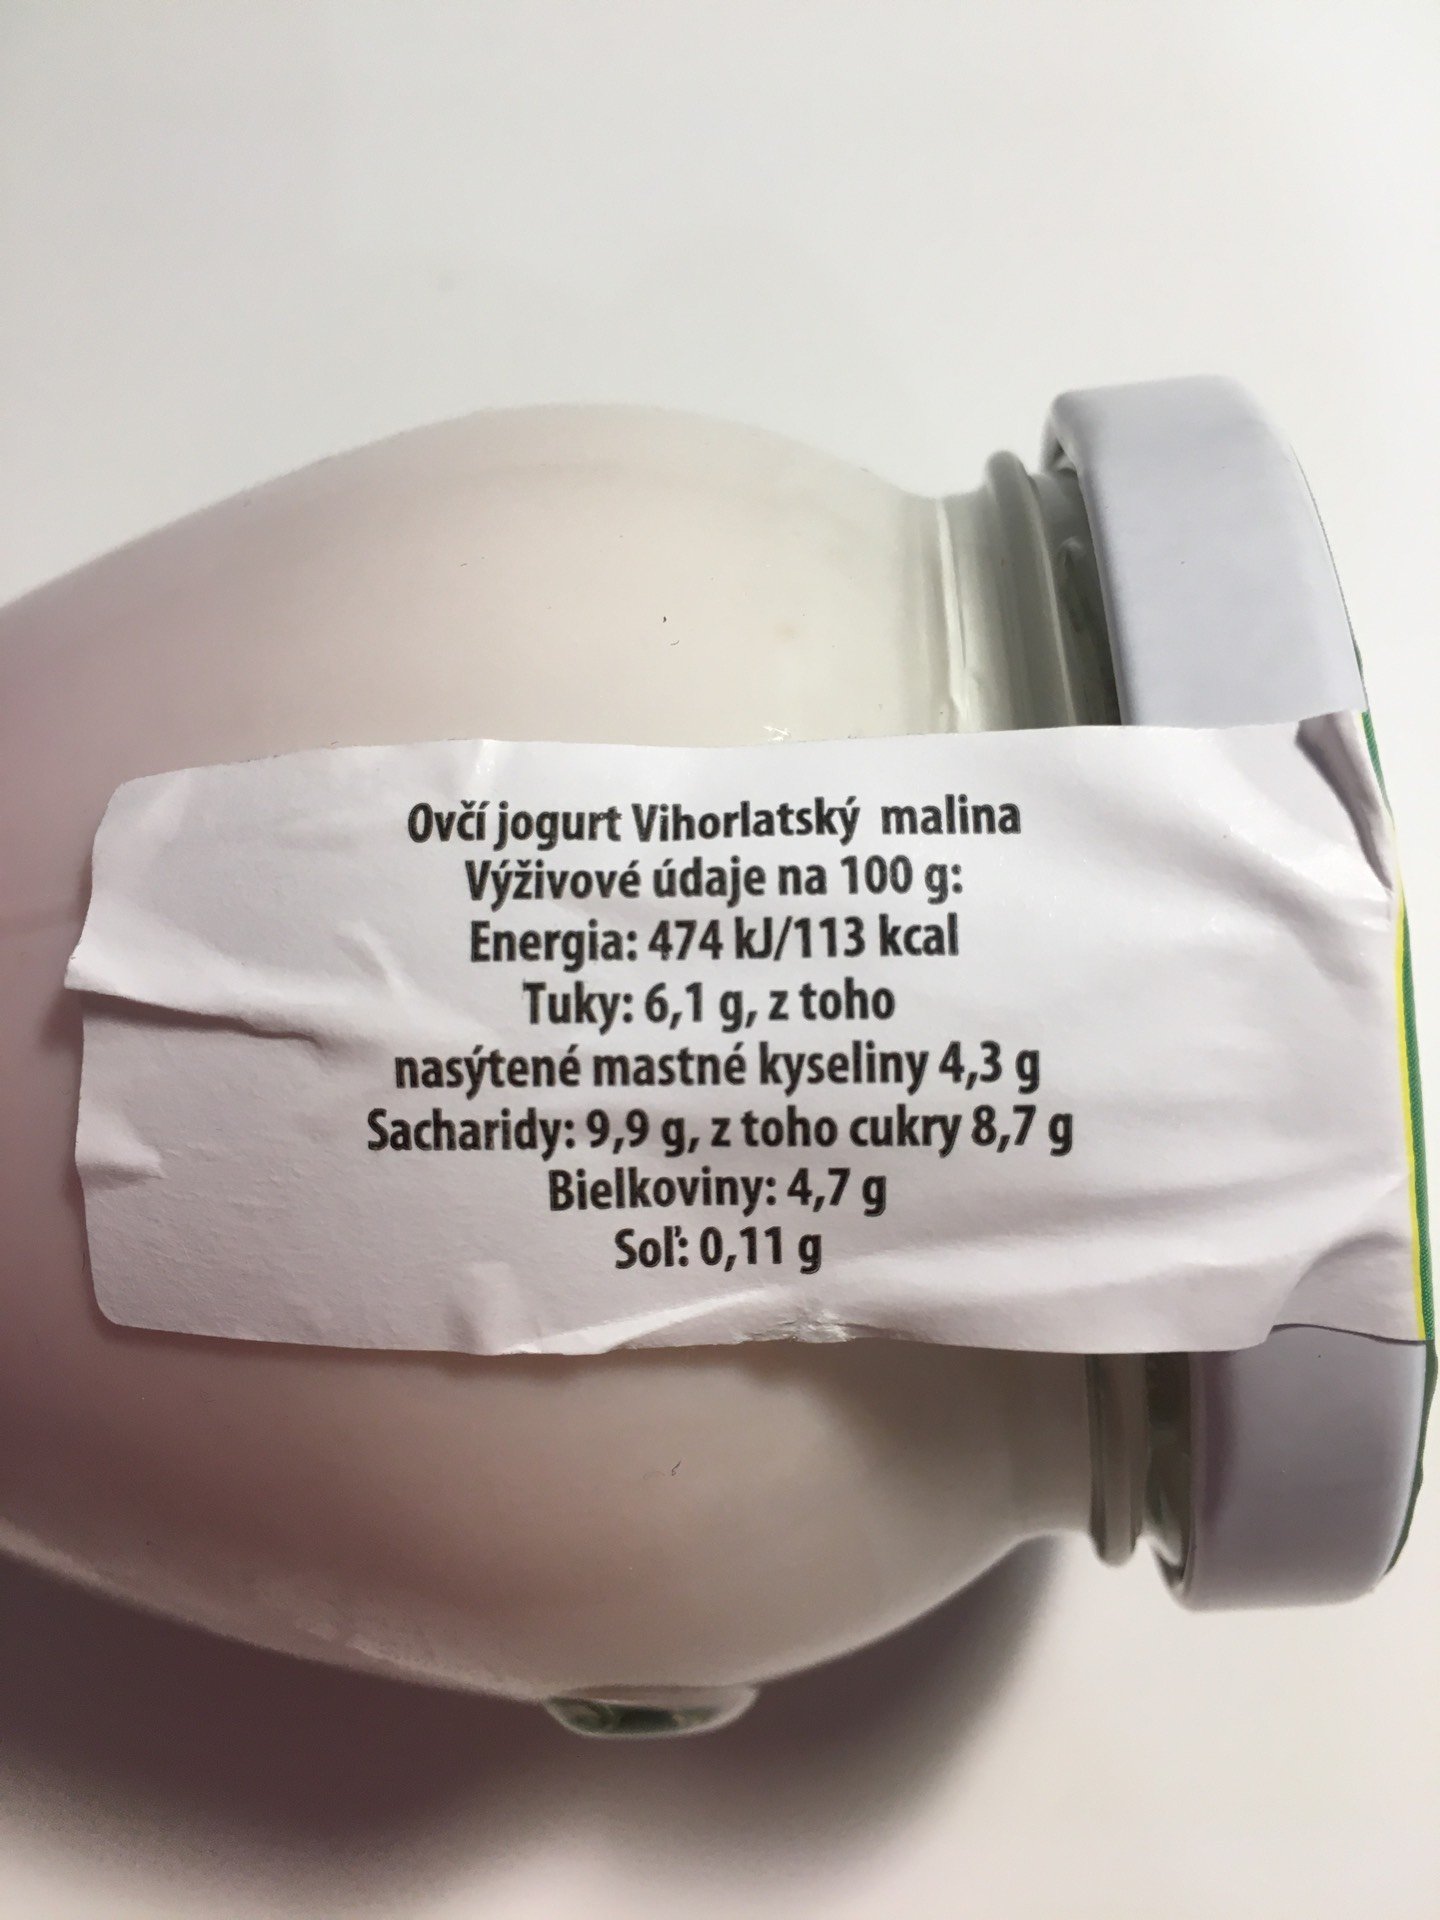 Ovčí jogurt Vihorlatský malina
Výživové údaje na 100 g:
Energia: 474 kJ/113 kcal
Tuky: 6,1 g, z toho
nasýtené mastné kyseliny 4,3 g
Sacharidy: 9,9 g, z toho cukry 8,7 g
Bielkoviny: 4,7 g
Soľ: 0,11 g